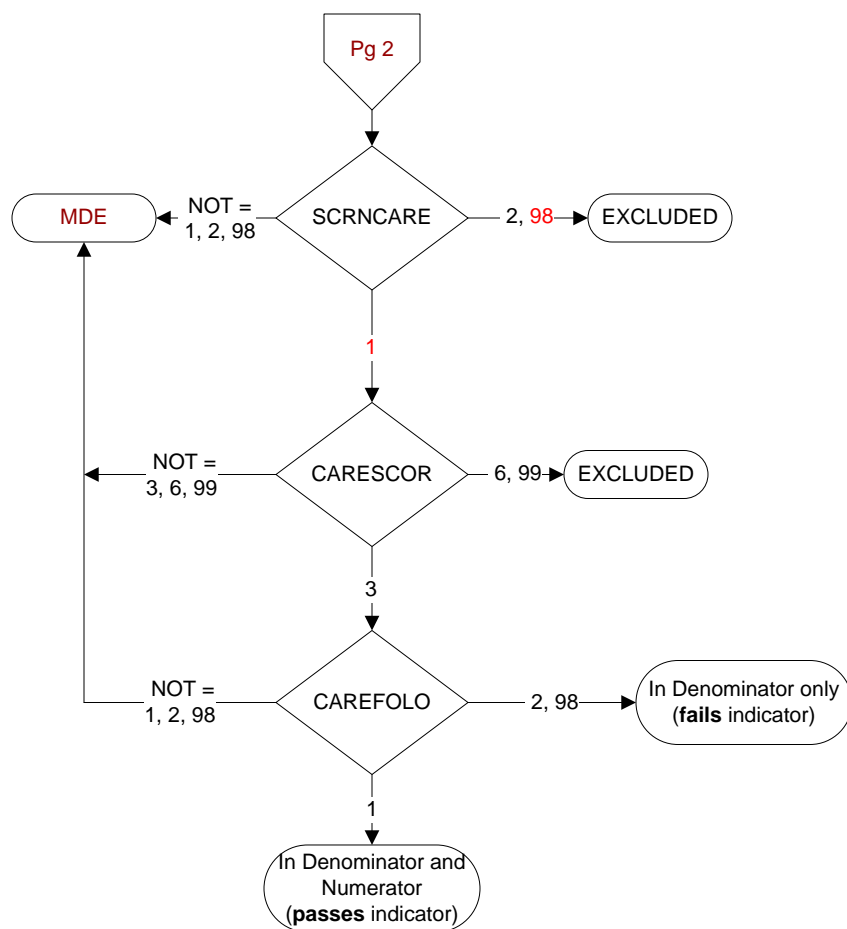 Pg 2
MDE
NOT =
1, 2, 98
SCRNCARE
2, 98
EXCLUDED
1
NOT =
3, 6, 99
CARESCOR
6, 99
EXCLUDED
3
NOT =
1, 2, 98
CAREFOLO
2, 98
In Denominator only
(fails indicator)
1
In Denominator and
Numerator
(passes indicator)